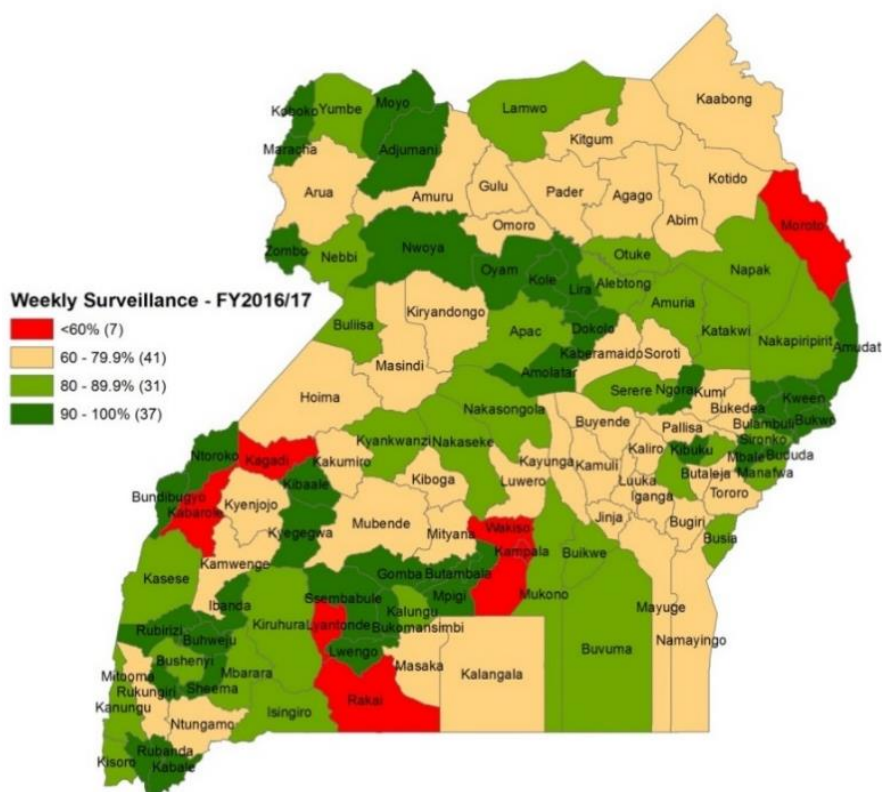 Kaabong
Moyo
Koboko
Yumbe
Lamwo
Kitgum
Maracha
Adjumani
Kotido
Arua
Gulu
Pader
Agago
Amuru
Abim
Moroto
Omoro
Zombo
Nebbi
Nwoya
Otuke
Napak
Oyam
Kole
Lira
Alebtong
Weekly Surveillance - FY2016/17
<60% (7)
60 - 79.9% (41)
80 - 89.9% (31)
90 - 100% (37)
Kiryandongo
Amuria
Buliisa
Apac
Dokolo
Katakwi
Nakapiripirit
Amudat
Masindi
Kaberamaido
Soroti
Amolatar
Hoima
Serere
Ngora
Kumi
Kween
Nakasongola
Bukedea
Buyende
Pallisa
Bulambuli
Bukwo
Kyankwanzi
Nakaseke
Kaliro
Sironko
Ntoroko
Kagadi
Kakumiro
Kayunga
Kamuli
Kibuku
Mbale
Bududa
Kibaale
Kiboga
Luwero
Luuka
Butaleja
Manafwa
Bundibugyo
Kabarole
Kyenjojo
Iganga
Tororo
Mubende
Mityana
Wakiso
Jinja
Bugiri
Kyegegwa
Kampala
Buikwe
Busia
Kasese
Kamwenge
Gomba
Butambala
Mukono
Ibanda
Ssembabule
Kalungu
Mpigi
Mayuge
Rubirizi
Kiruhura
Lyantonde
Bukomansimbi
Namayingo
Buhweju
Lwengo
Masaka
Kalangala
Buvuma
Bushenyi
Mbarara
Mitooma
Rukungiri
Sheema
Kanungu
Rakai
Isingiro
Ntungamo
Rubanda
Kisoro
Kabale